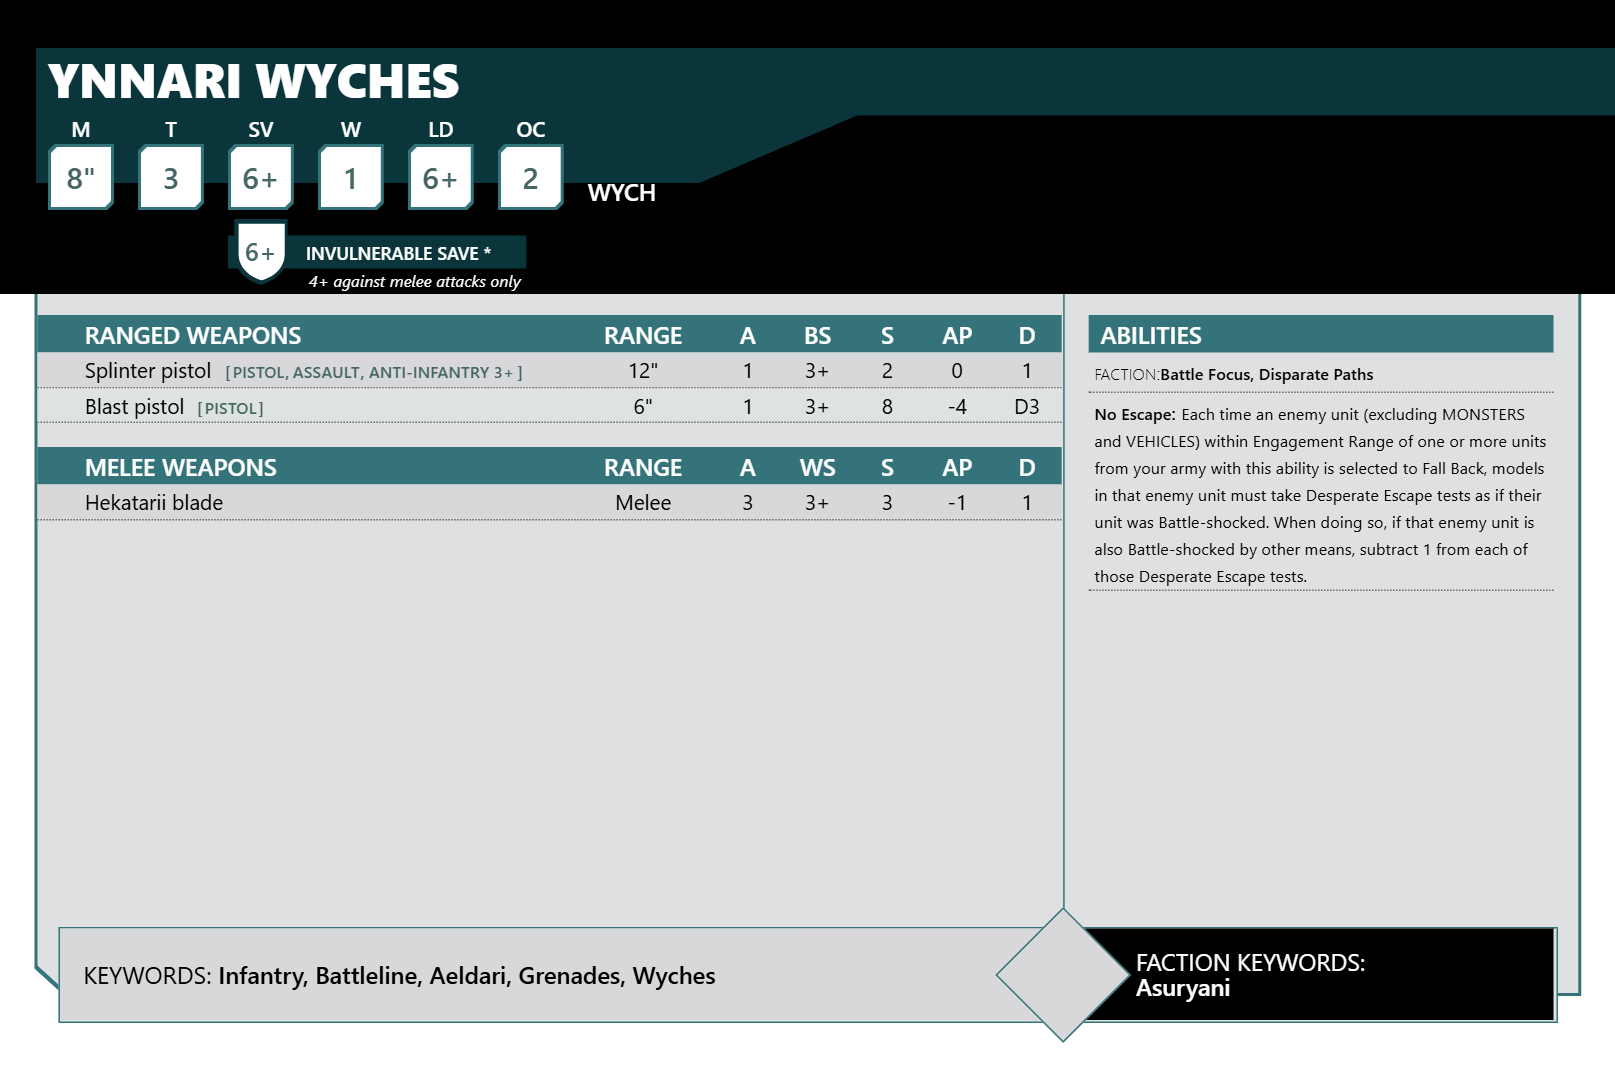 YNNARI WYCHES
M T SV W LD OC
8" 3 6+ 1 6+ 2 WYCH
6+ INVULNERABLE SAVE *
4+ against melee attacks only
RANGED WEAPONS RANGE A BS S AP D
Splinter pistol [PISTOL, ASSAULT, ANTI-INFANTRY 3+] 12" 1 3+ 2 0 1
Blast pistol [PISTOL] 6" 1 3+ 8 -4 D3
MELEE WEAPONS RANGE A WS S AP D
Hekatarii blade Melee 3 3+ 3 -1 1
ABILITIES
FACTION:Battle Focus, Disparate Paths
No Escape: Each time an enemy unit (excluding MONSTERS
and VEHICLES) within Engagement Range of one or more units
from your army with this ability is selected to Fall Back, models
in that enemy unit must take Desperate Escape tests as if their
unit was Battle-shocked. When doing so, if that enemy unit is
also Battle-shocked by other means, subtract 1 from each of
those Desperate Escape tests.
KEYWORDS: Infantry, Battleline, Aeldari, Grenades, Wyches
FACTION KEYWORDS:
Asuryani